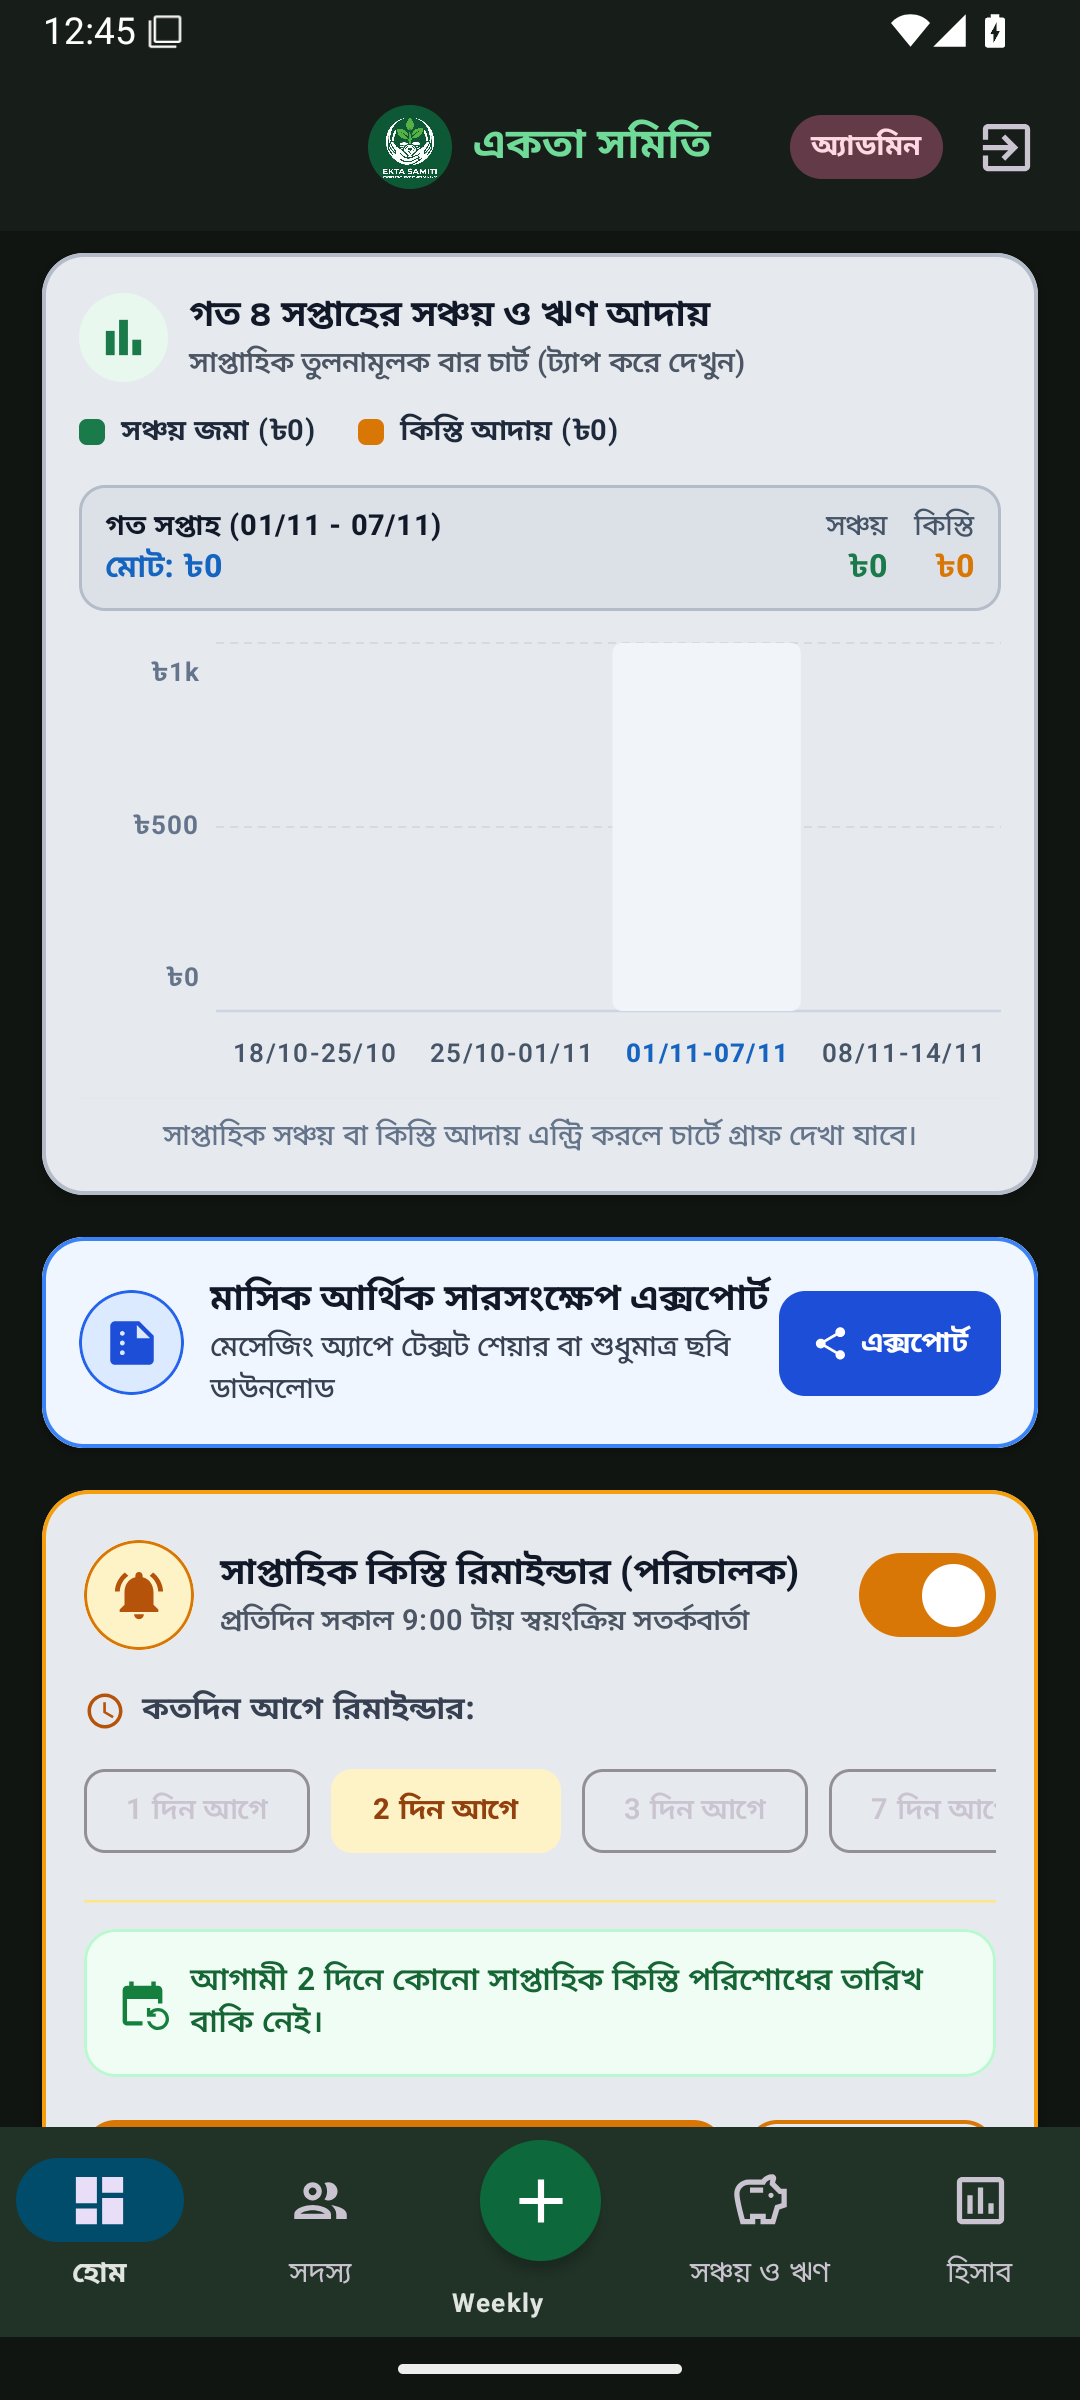 12:45
EKTA SAMITI
একতা সমিতি
অ্যাডমিন
গত ৪ সপ্তাহের সঞ্চয় ও ঋণ আদায়
সাপ্তাহিক তুলনামূলক বার চার্ট (ট্যাপ করে দেখুন)
সঞ্চয় জমা (৳0) কিস্তি আদায় (৳0)
গত সপ্তাহ (01/11 - 07/11) সঞ্চয় কিস্তি
মোট: ৳0 ৳0 ৳0
৳1k
৳500
৳0
18/10-25/10 25/10-01/11 01/11-07/11 08/11-14/11
সাপ্তাহিক সঞ্চয় বা কিস্তি আদায় এন্ট্রি করলে চার্টে গ্রাফ দেখা যাবে।
মাসিক আর্থিক সারসংক্ষেপ এক্সপোর্ট
মেসেজিং অ্যাপে টেক্সট শেয়ার বা শুধুমাত্র ছবি
ডাউনলোড
এক্সপোর্ট
সাপ্তাহিক কিস্তি রিমাইন্ডার (পরিচালক)
প্রতিদিন সকাল 9:00 টায় স্বয়ংক্রিয় সতর্কবার্তা
কতদিন আগে রিমাইন্ডার:
1 দিন আগে 2 দিন আগে 3 দিন আগে 7 দিন আগে
আগামী 2 দিনে কোনো সাপ্তাহিক কিস্তি পরিশোধের তারিখ
বাকি নেই।
হোম সদস্য সঞ্চয় ও ঋণ হিসাব
Weekly